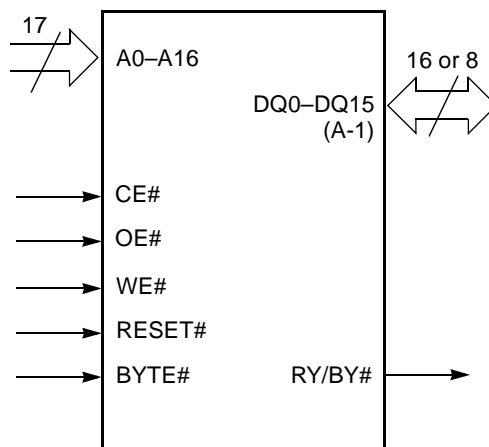 17
A0–A16
16 or 8
DQ0–DQ15
(A-1)
CE#
OE#
WE#
RESET#
BYTE#
RY/BY#